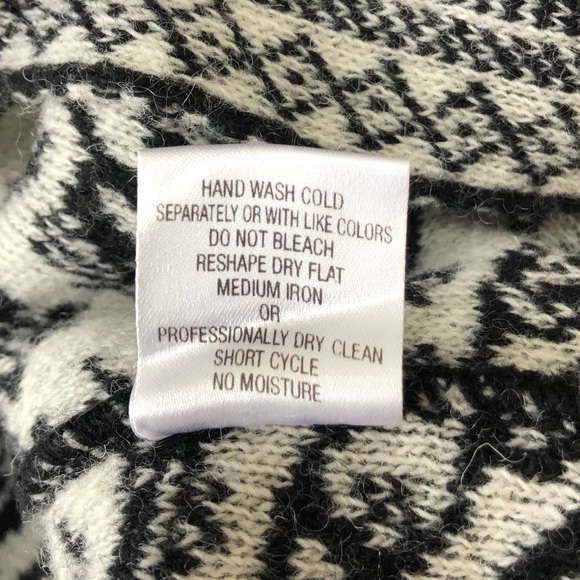 HAND WASH COLD
SEPARATELY OR WITH LIKE COLORS
DO NOT BLEACH
RESHAPE DRY FLAT
MEDIUM IRON
OR
PROFESSIONALLY DRY CLEAN
SHORT CYCLE
NO MOISTURE